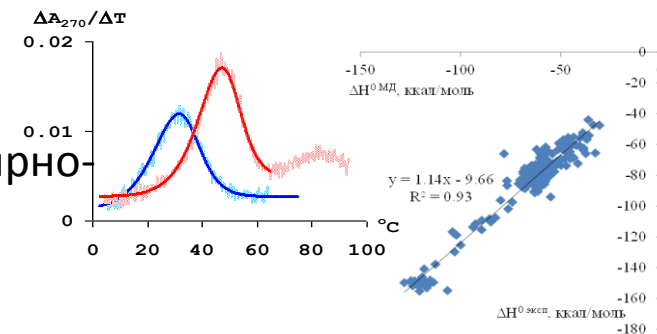 ΔA270/ΔT
0.02
0.01
0
0 20 40 60 80 100
°C
ирно-
-150 -100 -50
0
-20
-40
-60
-80
-100
-120
-140
-160
-180
ΔH⁰ МД, ккал/моль
y = 1.14x - 9.66
R² = 0.93
ΔH⁰ эксп, ккал/моль